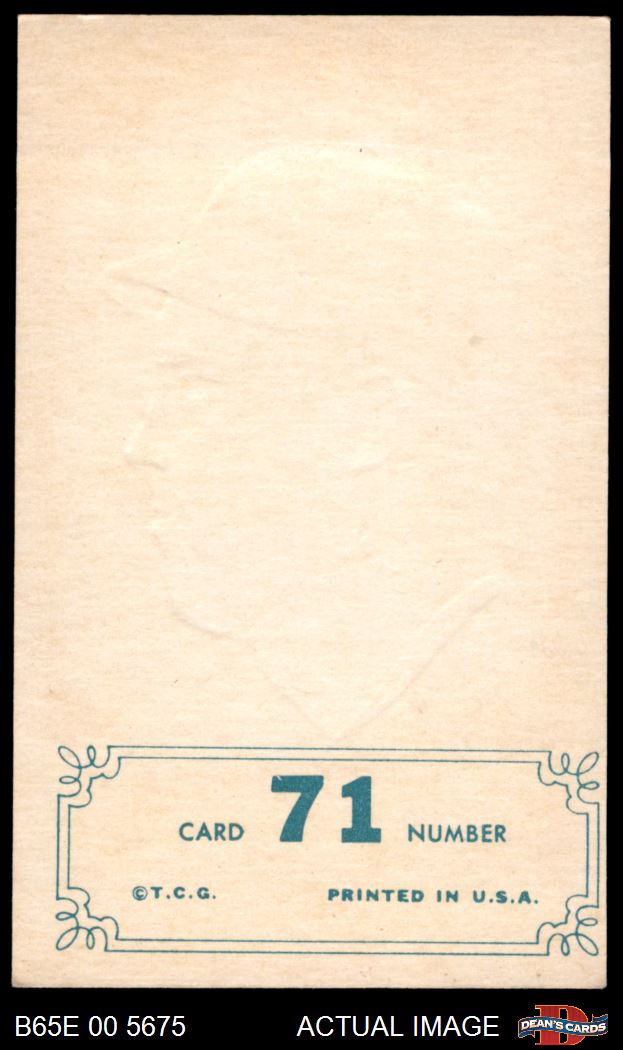 CARD 71 NUMBER
©T.C.G. PRINTED IN U.S.A.
B65E 00 5675 ACTUAL IMAGE DEAN'S CARDS